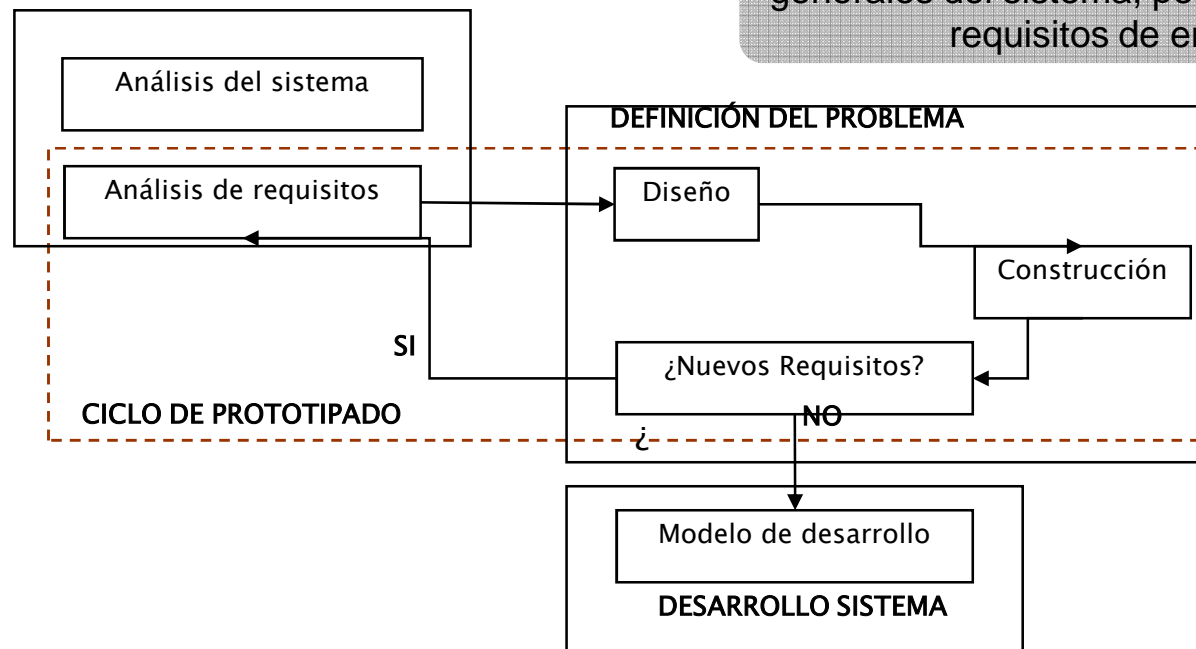 generales del sistema, pe
requisitos de e
Análisis del sistema
DEFINICIÓN DEL PROBLEMA
Análisis de requisitos
Diseño
Construcción
SI
¿Nuevos Requisitos?
CICLO DE PROTOTIPADO
NO
¿
Modelo de desarrollo
DESARROLLO SISTEMA